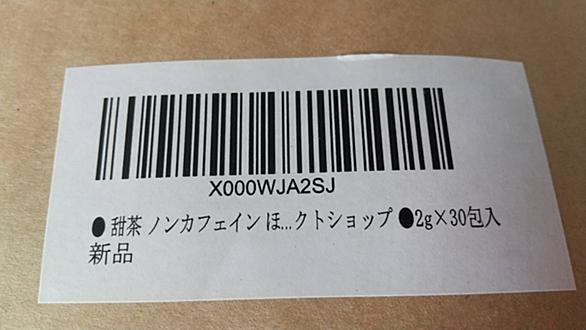 X000WJA2SJ
● 甜茶 ノンカフェイン ほ...クトショップ ●2g×30包入
新品